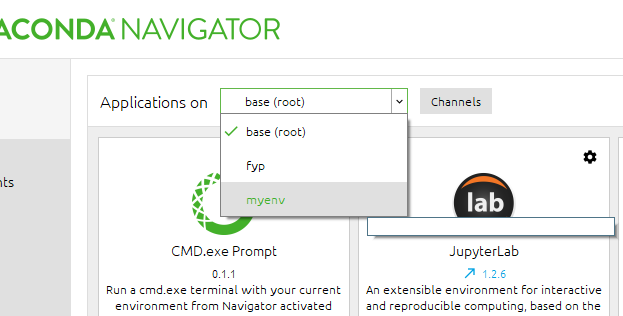 ACONDA NAVIGATOR
Applications on
base (root)
Channels
base (root)
fyp
myenv
nts
lab
CMD.exe Prompt
0.1.1
Run a cmd.exe terminal with your current
environment from Navigator activated
JupyterLab
1.2.6
An extensible environment for interactive
and reproducible computing, based on the